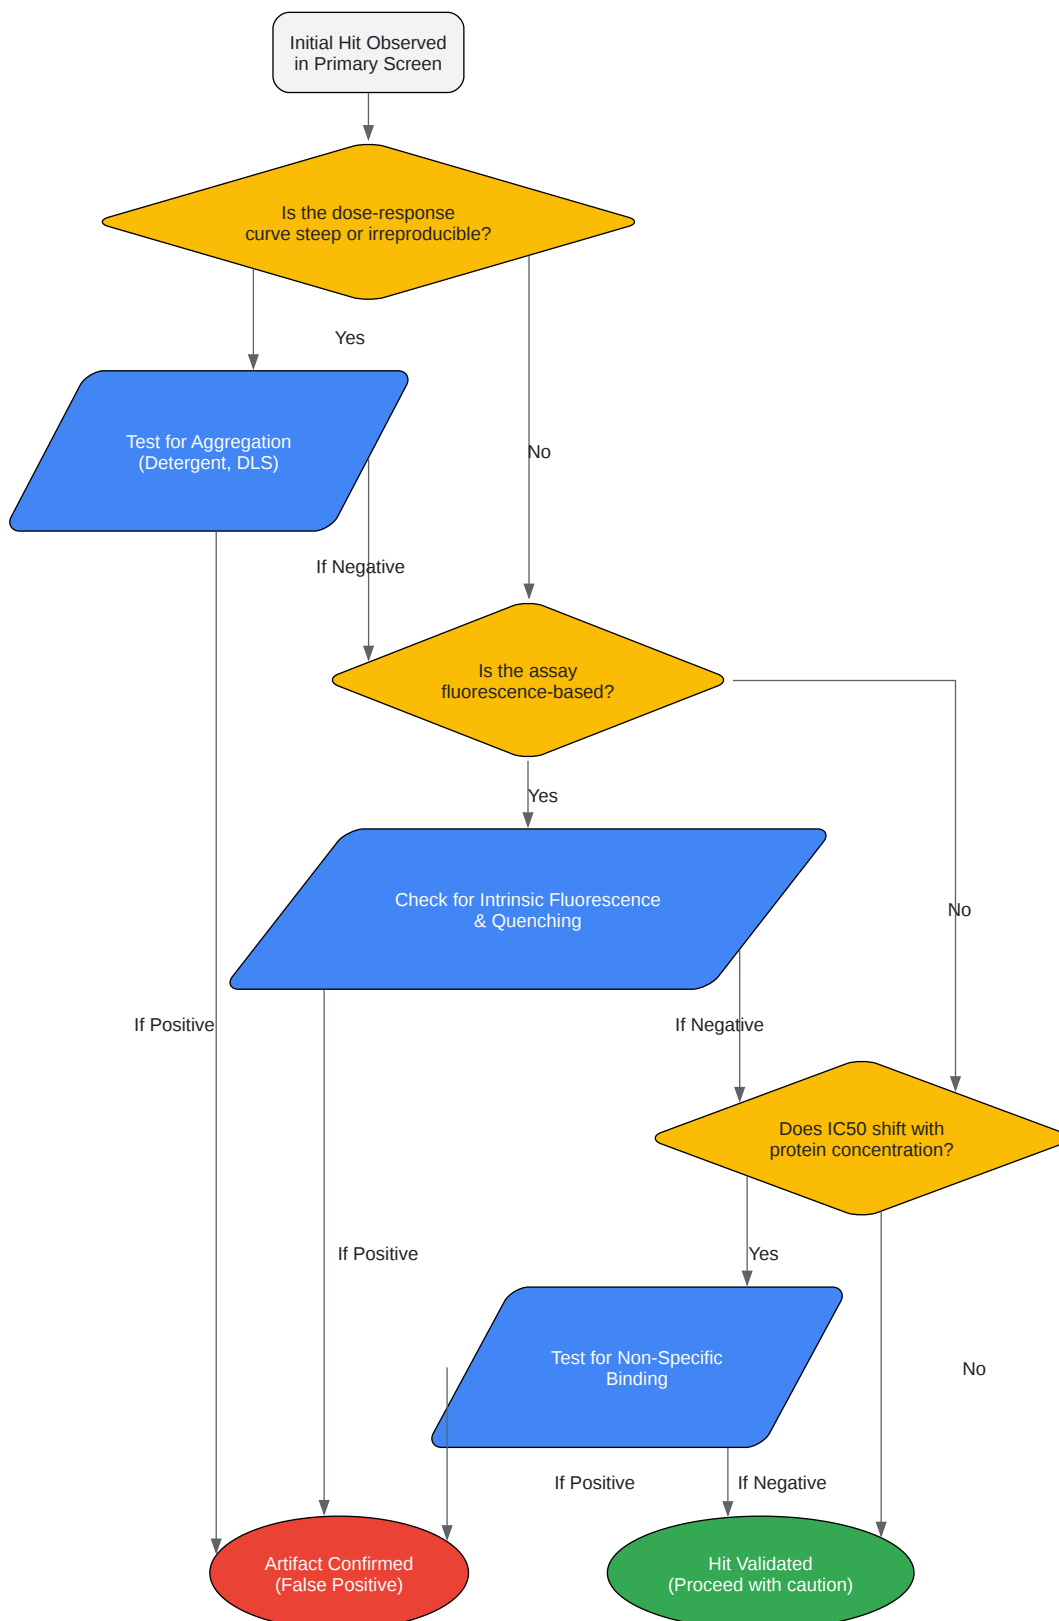 Initial Hit Observed
in Primary Screen
Is the dose-response
curve steep or irreproducible?
Yes
Test for Aggregation
(Detergent, DLS)
No
If Negative
Is the assay
fluorescence-based?
Yes
Check for Intrinsic Fluorescence
& Quenching
No
If Positive
If Negative
Does IC50 shift with
protein concentration?
If Positive
Yes
Test for Non-Specific
Binding
No
If Positive
If Negative
Artifact Confirmed
(False Positive)
Hit Validated
(Proceed with caution)